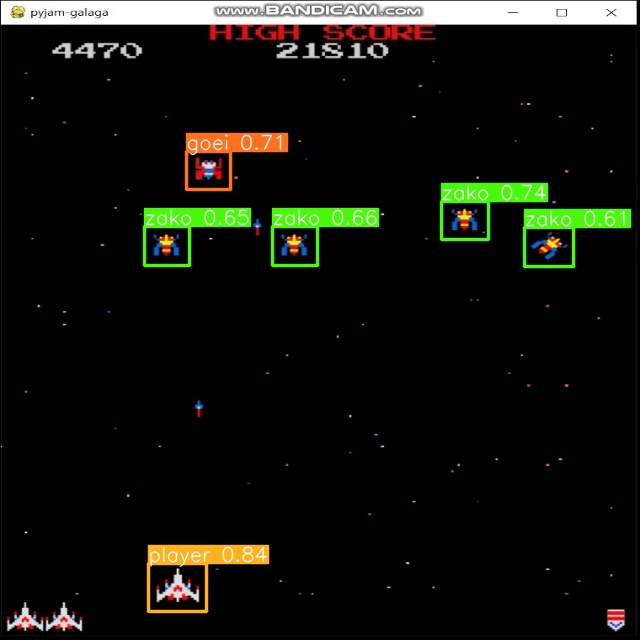 pyjam-galaga
www.BANDICAM.com
HIGH SCORE
4470 21810
goei 0.71
zako 0.74
zako 0.65 zako 0.66 zako 0.61
player 0.84